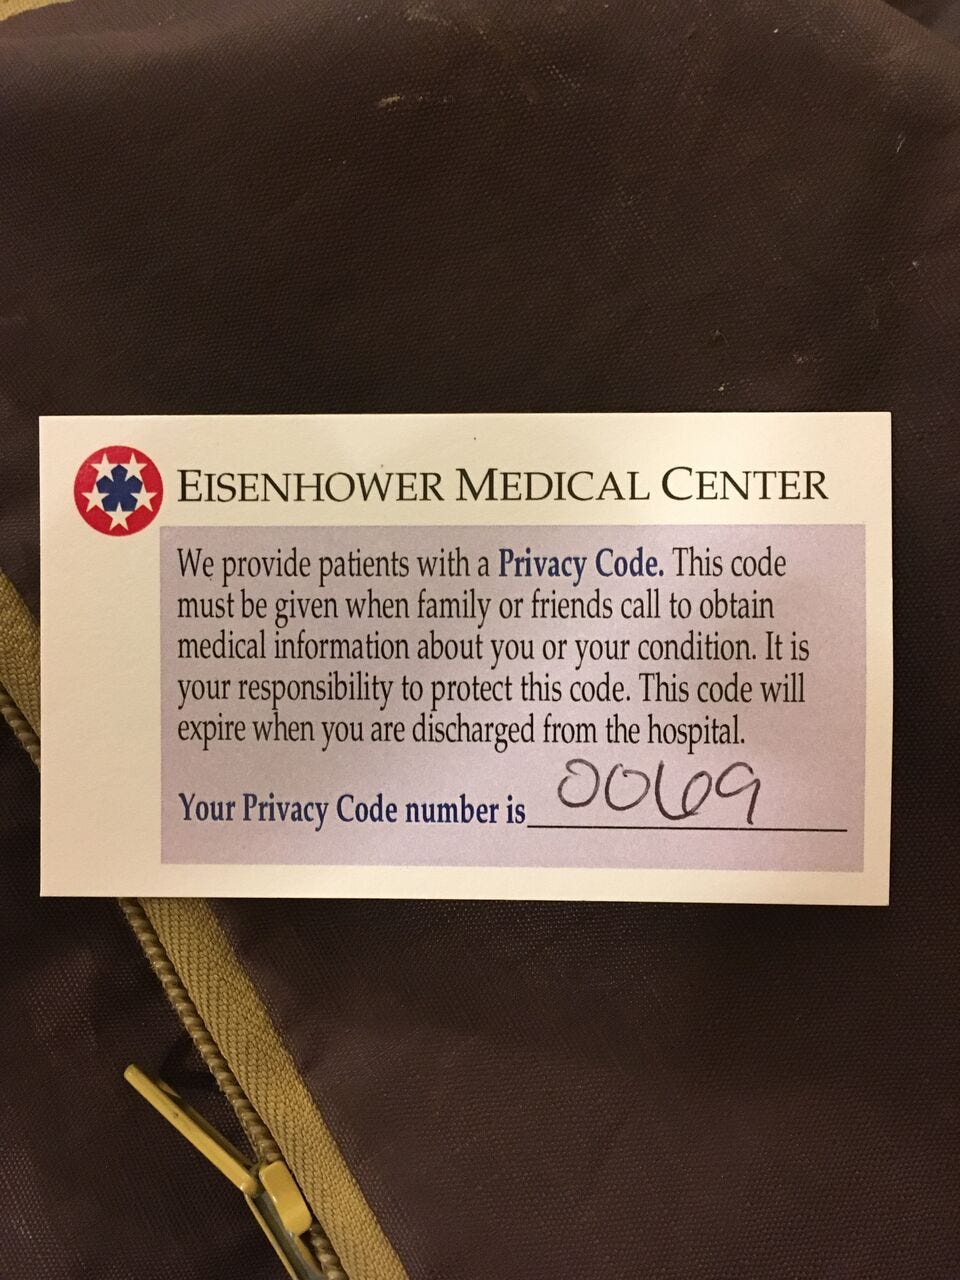 EISENHOWER MEDICAL CENTER
We provide patients with a Privacy Code. This code
must be given when family or friends call to obtain
medical information about you or your condition. It is
your responsibility to protect this code. This code will
expire when you are discharged from the hospital.
Your Privacy Code number is 0069